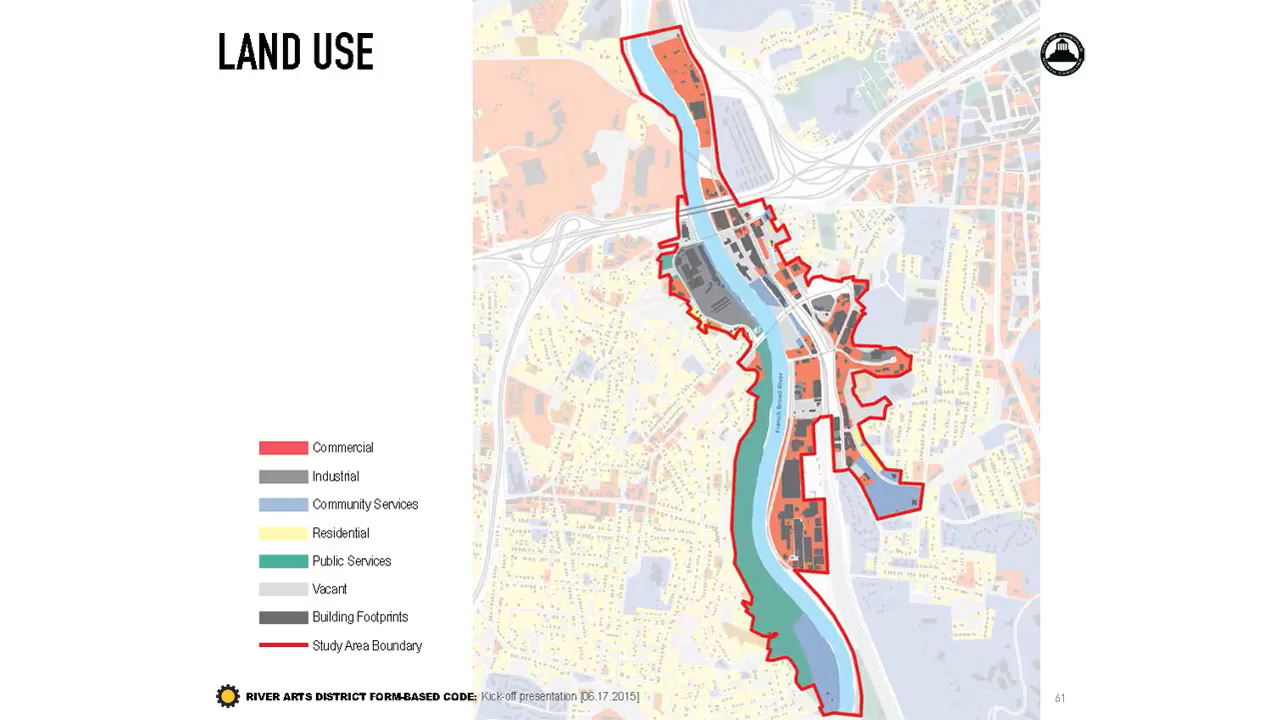 LAND USE
Commercial
Industrial
Community Services
Residential
Public Services
Vacant
Building Footprints
Study Area Boundary
French Broad River
RIVER ARTS DISTRICT FORM-BASED CODE: Kick-off presentation [06.17.2015]
61